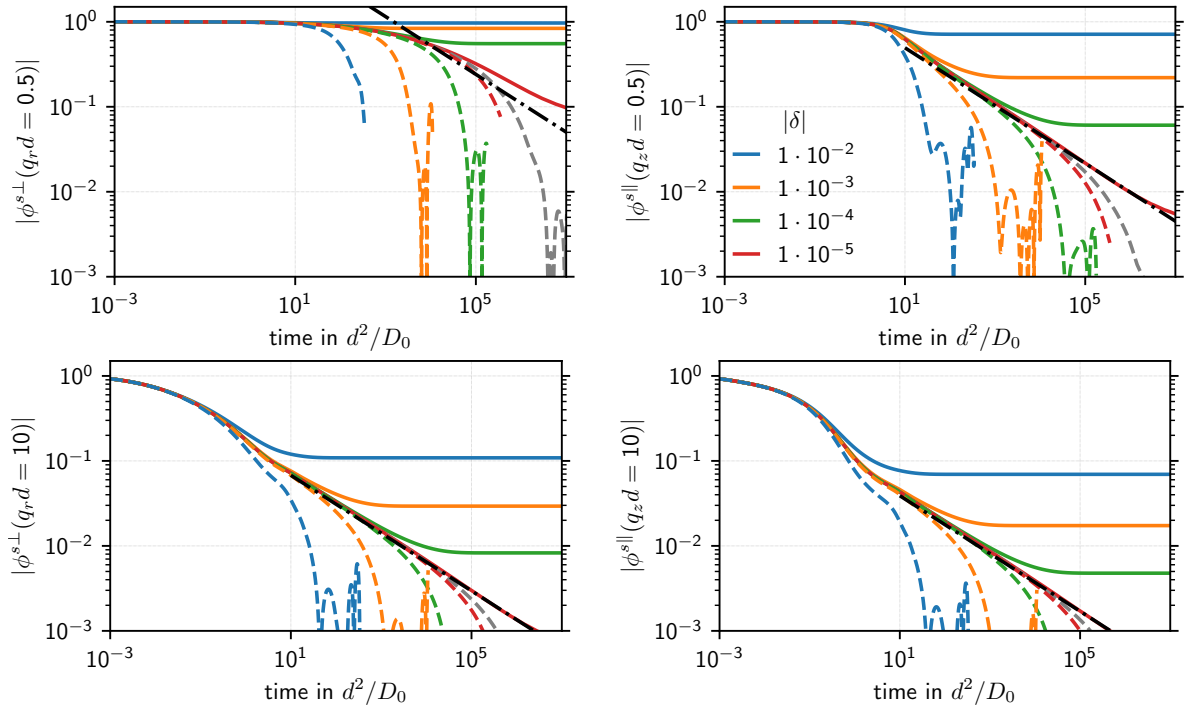 |ϕ^{s⊥}(q_r d = 0.5)|
10^0
10^{−1}
10^{−2}
10^{−3}
10^{−3}
10^1
10^5
time in d^2/D_0
|ϕ^{s∥}(q_z d = 0.5)|
10^0
10^{−1}
10^{−2}
10^{−3}
10^{−3}
10^1
10^5
time in d^2/D_0
|δ|
1 · 10^{−2}
1 · 10^{−3}
1 · 10^{−4}
1 · 10^{−5}
|ϕ^{s⊥}(q_r d = 10)|
10^0
10^{−1}
10^{−2}
10^{−3}
10^{−3}
10^1
10^5
time in d^2/D_0
|ϕ^{s∥}(q_z d = 10)|
10^0
10^{−1}
10^{−2}
10^{−3}
10^{−3}
10^1
10^5
time in d^2/D_0